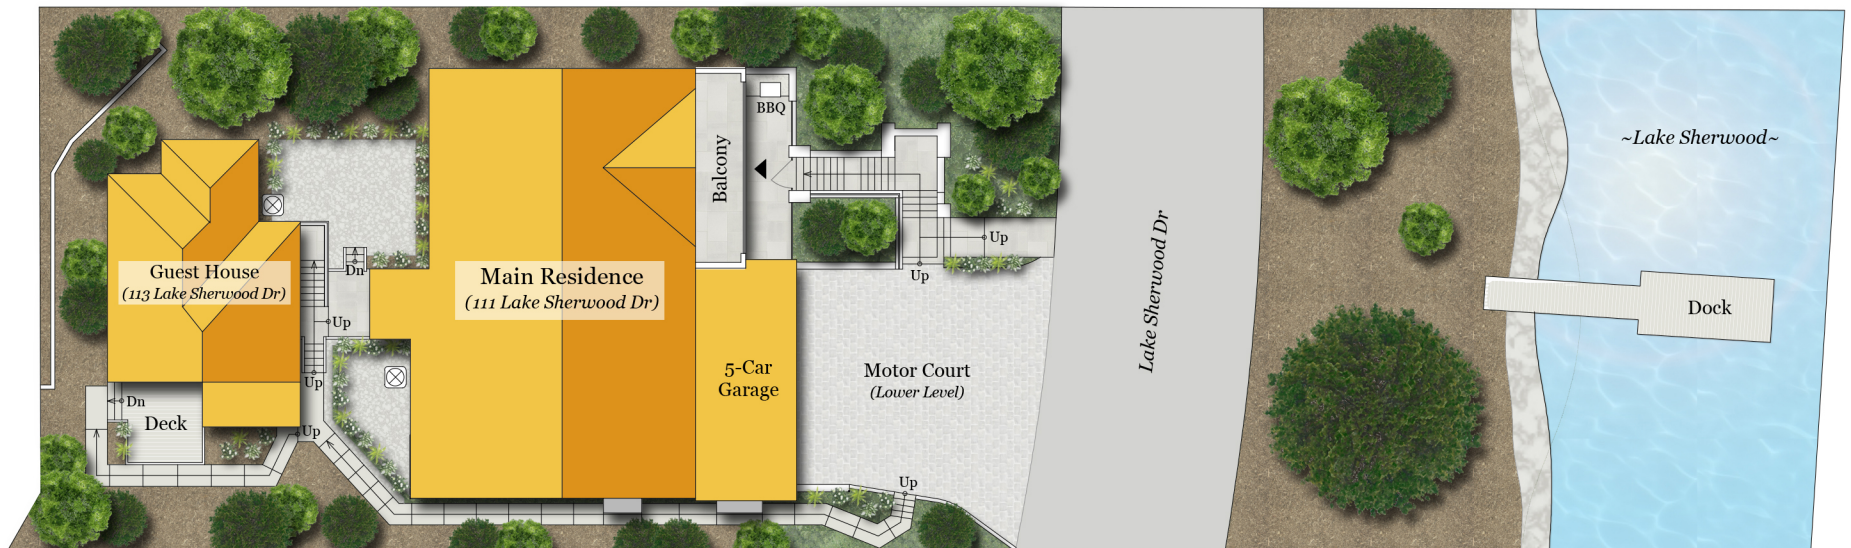 Guest House
(113 Lake Sherwood Dr)
Deck
Dn
Up
Up
Up
Dn
Main Residence
(111 Lake Sherwood Dr)
Balcony
BBQ
5-Car
Garage
Up
Up
Motor Court
(Lower Level)
Up
Lake Sherwood Dr
~Lake Sherwood~
Dock